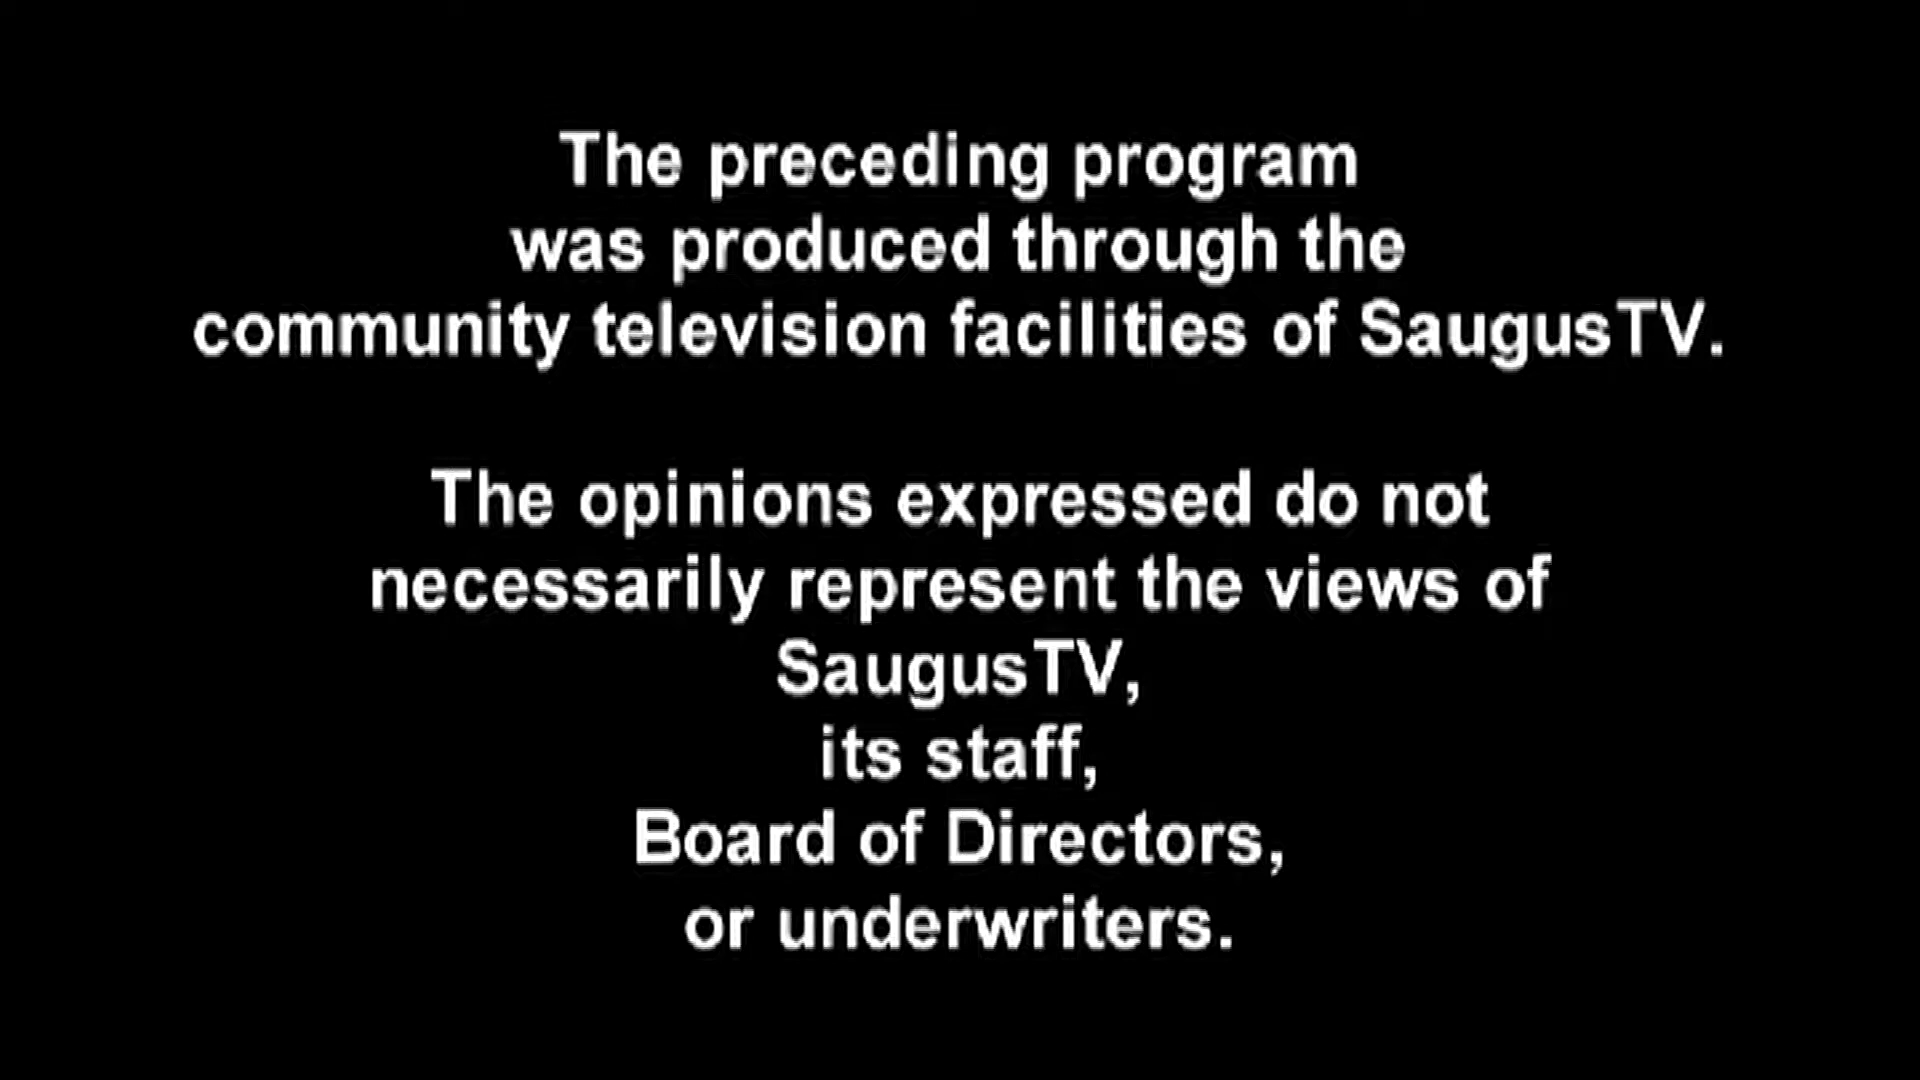 The preceding program
was produced through the
community television facilities of SaugusTV.
The opinions expressed do not
necessarily represent the views of
SaugusTV,
its staff,
Board of Directors,
or underwriters.